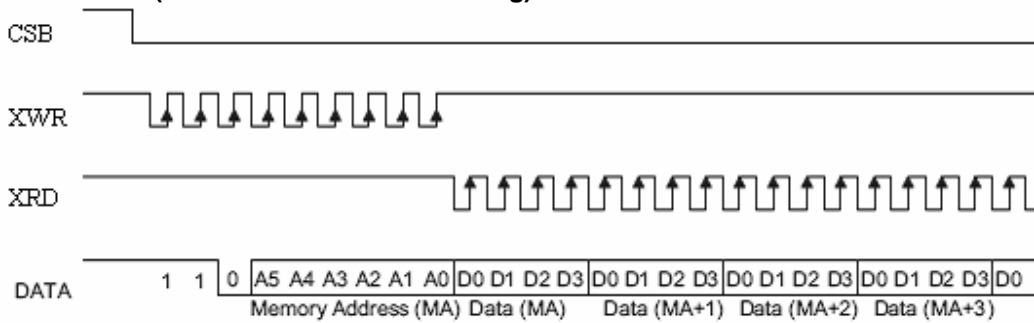 CSB
XWR
XRD
DATA 1 1 0 A5 A4 A3 A2 A1 A0 D0 D1 D2 D3 D0 D1 D2 D3 D0 D1 D2 D3 D0 D1 D2 D3 D0
Memory Address (MA) Data (MA) Data (MA+1) Data (MA+2) Data (MA+3)